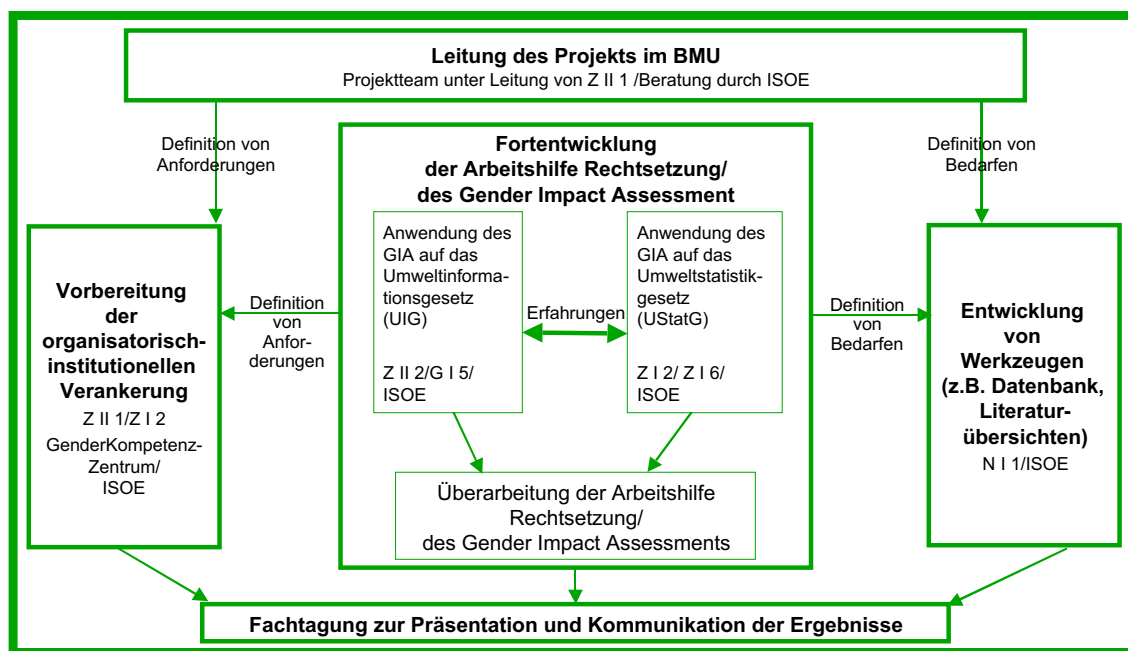 Leitung des Projekts im BMU
Projektteam unter Leitung von Z II 1 /Beratung durch ISOE
Definition von
Anforderungen
Definition von
Bedarfen
Fortentwicklung
der Arbeitshilfe Rechtsetzung/
des Gender Impact Assessment
Vorbereitung
der
organisatorisch-
institutionellen
Verankerung
Z II 1/Z I 2
GenderKompetenz-
Zentrum/
ISOE
Definition
von
Anfor-
derungen
Anwendung des
GIA auf das
Umweltinforma-
tionsgesetz
(UIG)
Z II 2/G I 5/
ISOE
Erfahrungen
Anwendung des
GIA auf das
Umweltstatistik-
gesetz
(UStatG)
Z I 2/ Z I 6/
ISOE
Definition
von
Bedarfen
Entwicklung
von
Werkzeugen
(z.B. Datenbank,
Literatur-
übersichten)
N I 1/ISOE
Überarbeitung der Arbeitshilfe
Rechtsetzung/
des Gender Impact Assessments
Fachtagung zur Präsentation und Kommunikation der Ergebnisse